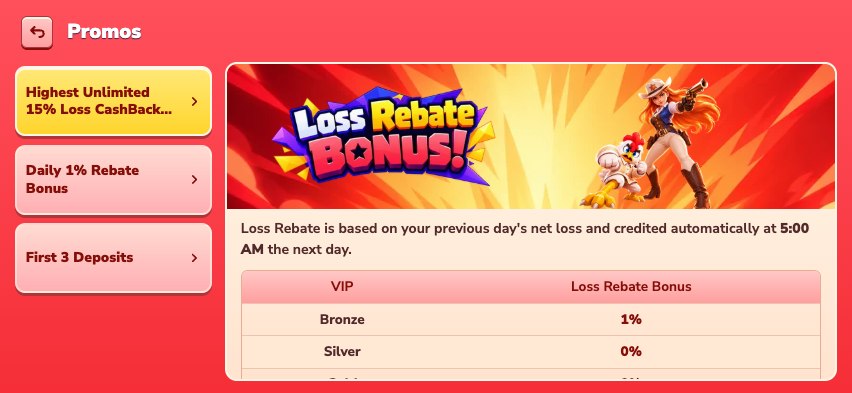 Promos
Highest Unlimited
15% Loss CashBack...
Daily 1% Rebate
Bonus
First 3 Deposits
Loss Rebate
BONUS!
Loss Rebate is based on your previous day's net loss and credited automatically at 5:00
AM the next day.
VIP Loss Rebate Bonus
Bronze 1%
Silver 0%